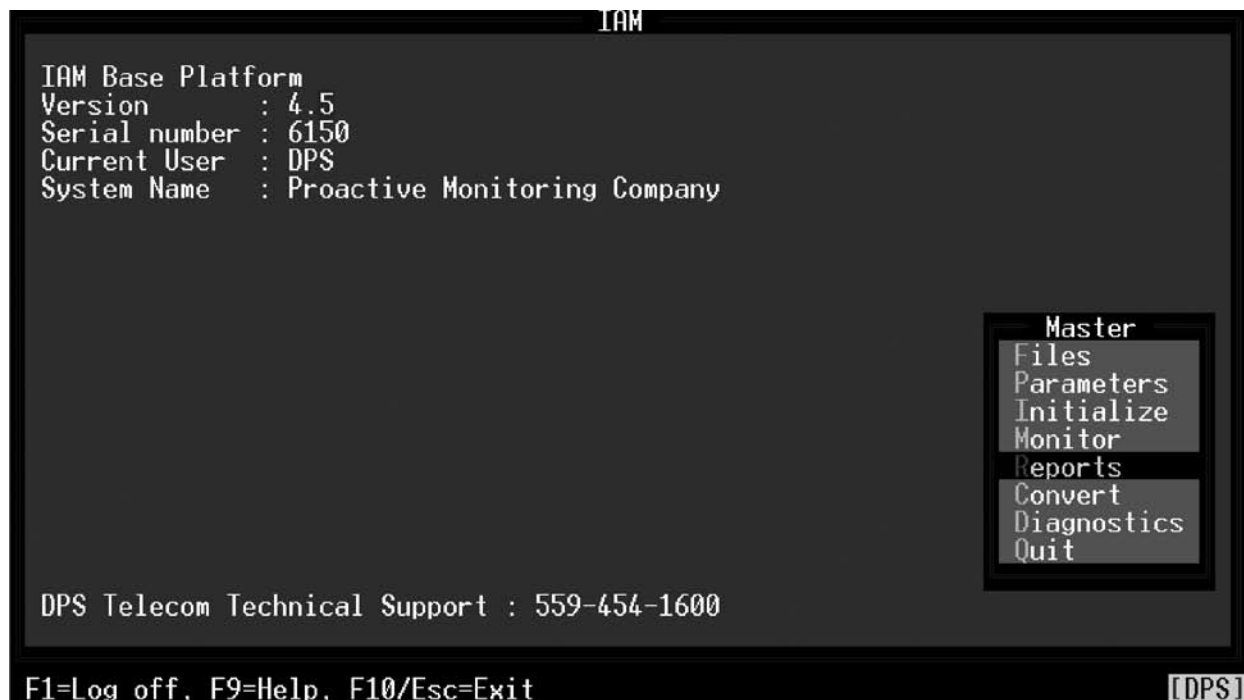 IAM
IAM Base Platform
Version : 4.5
Serial number : 6150
Current User : DPS
System Name : Proactive Monitoring Company
Master
Files
Parameters
Initialize
Monitor
Reports
Convert
Diagnostics
Quit
DPS Telecom Technical Support : 559-454-1600
F1=Log off, F9=Help, F10/Esc=Exit [DPS]